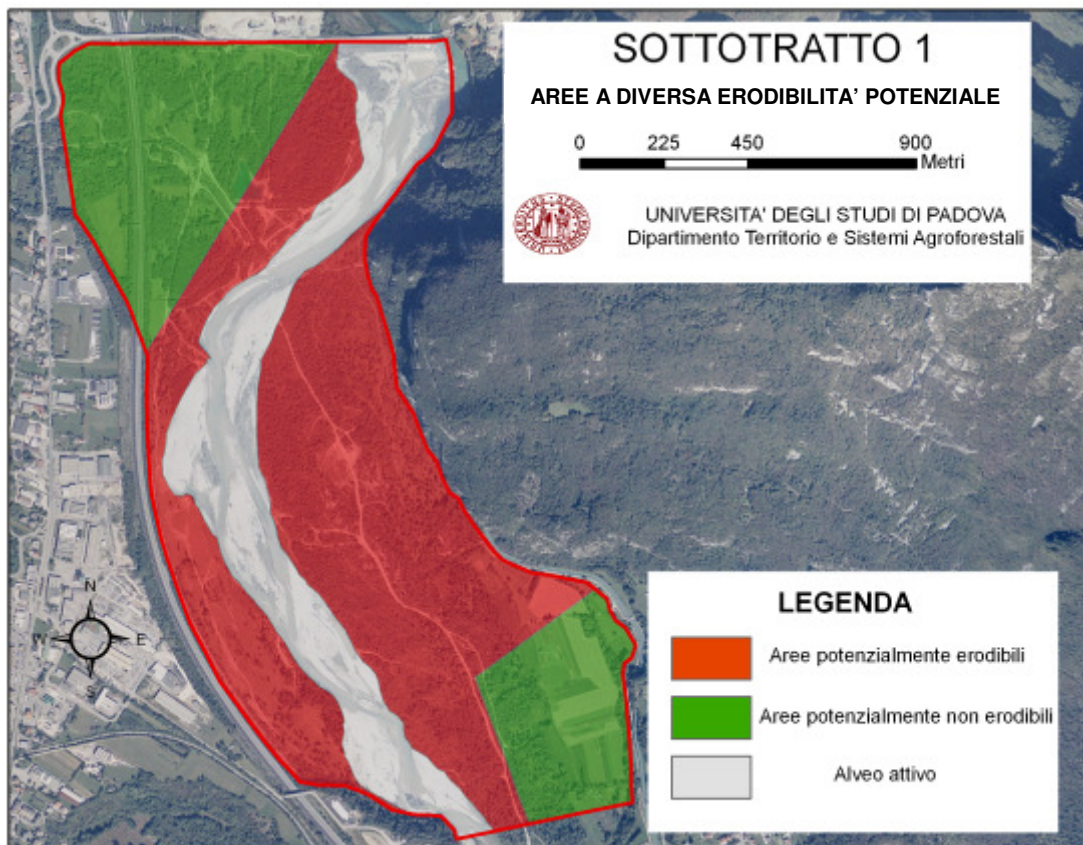 SOTTOTRATTO 1
AREE A DIVERSA ERODIBILITA' POTENZIALE
0 225 450 900
Metri
UNIVERSITA' DEGLI STUDI DI PADOVA
Dipartimento Territorio e Sistemi Agroforestali
N
W E
S
LEGENDA
Aree potenzialmente erodibili
Aree potenzialmente non erodibili
Alveo attivo